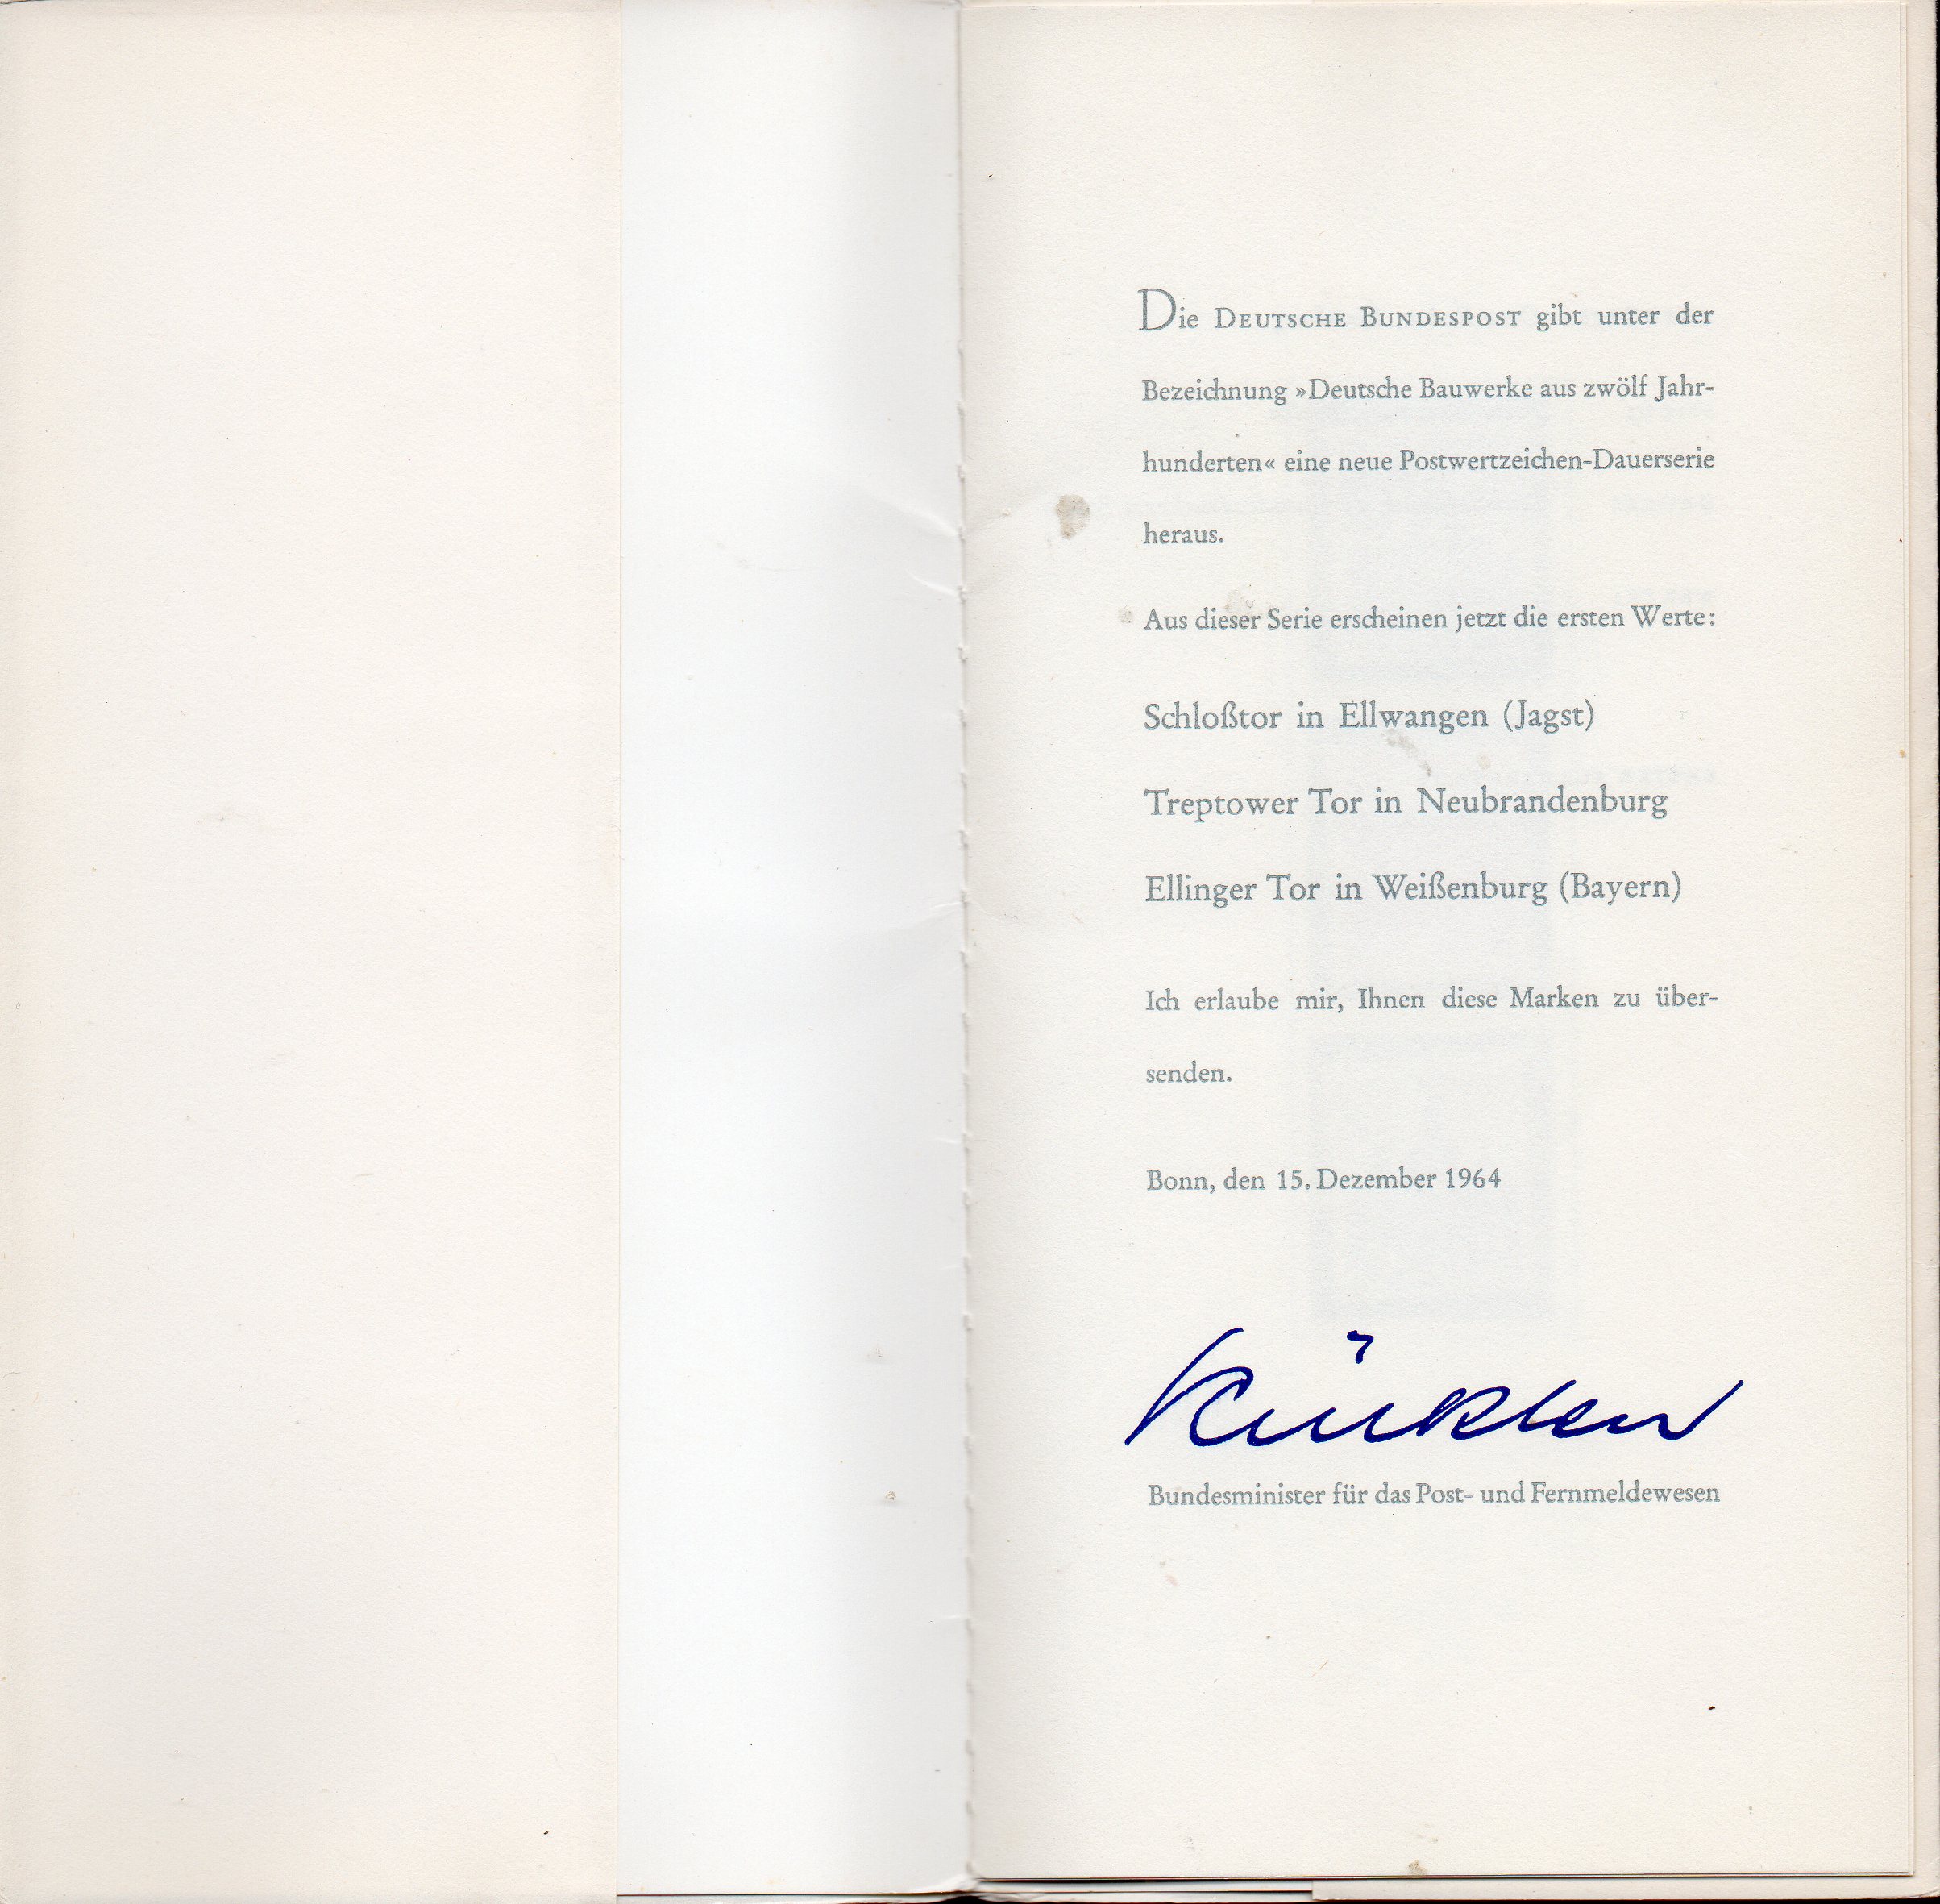 Die DEUTSCHE BUNDESPOST gibt unter der
Bezeichnung »Deutsche Bauwerke aus zwölf Jahr-
hunderten« eine neue Postwertzeichen-Dauerserie
heraus.
Aus dieser Serie erscheinen jetzt die ersten Werte:
Schloßtor in Ellwangen (Jagst)
Treptower Tor in Neubrandenburg
Ellinger Tor in Weißenburg (Bayern)
Ich erlaube mir, Ihnen diese Marken zu über-
senden.
Bonn, den 15. Dezember 1964
Bundesminister für das Post- und Fernmeldewesen